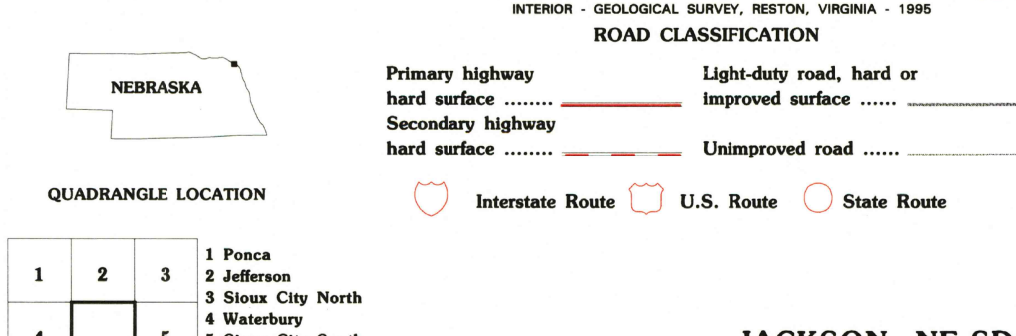 INTERIOR - GEOLOGICAL SURVEY, RESTON, VIRGINIA - 1995
ROAD CLASSIFICATION
Primary highway
hard surface ........
Secondary highway
hard surface ........
Light-duty road, hard or
improved surface ......
Unimproved road ......
Interstate Route
U.S. Route
State Route
NEBRASKA
QUADRANGLE LOCATION
1 2 3
1 Ponca
2 Jefferson
3 Sioux City North
4 Waterbury